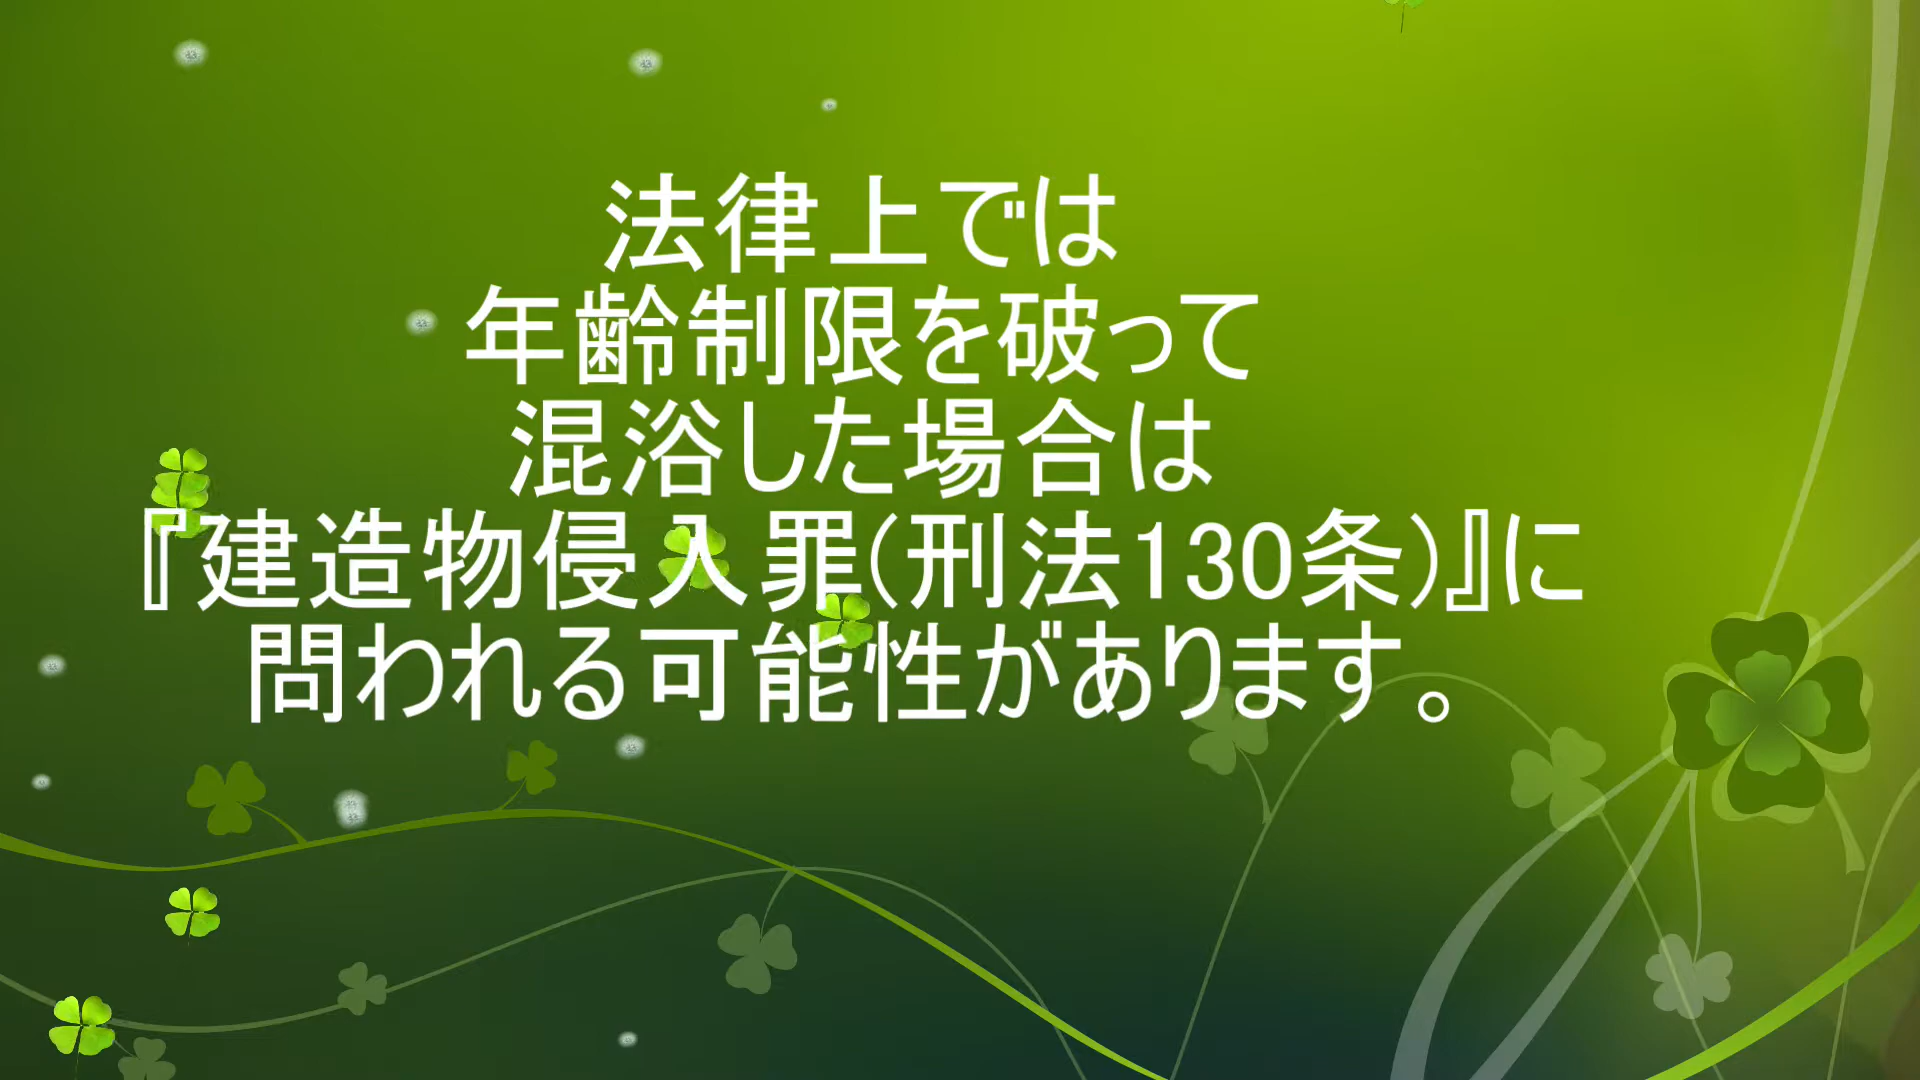 法律上では
年齢制限を破って
混浴した場合は
『建造物侵入罪(刑法130条)』に
問われる可能性があります。